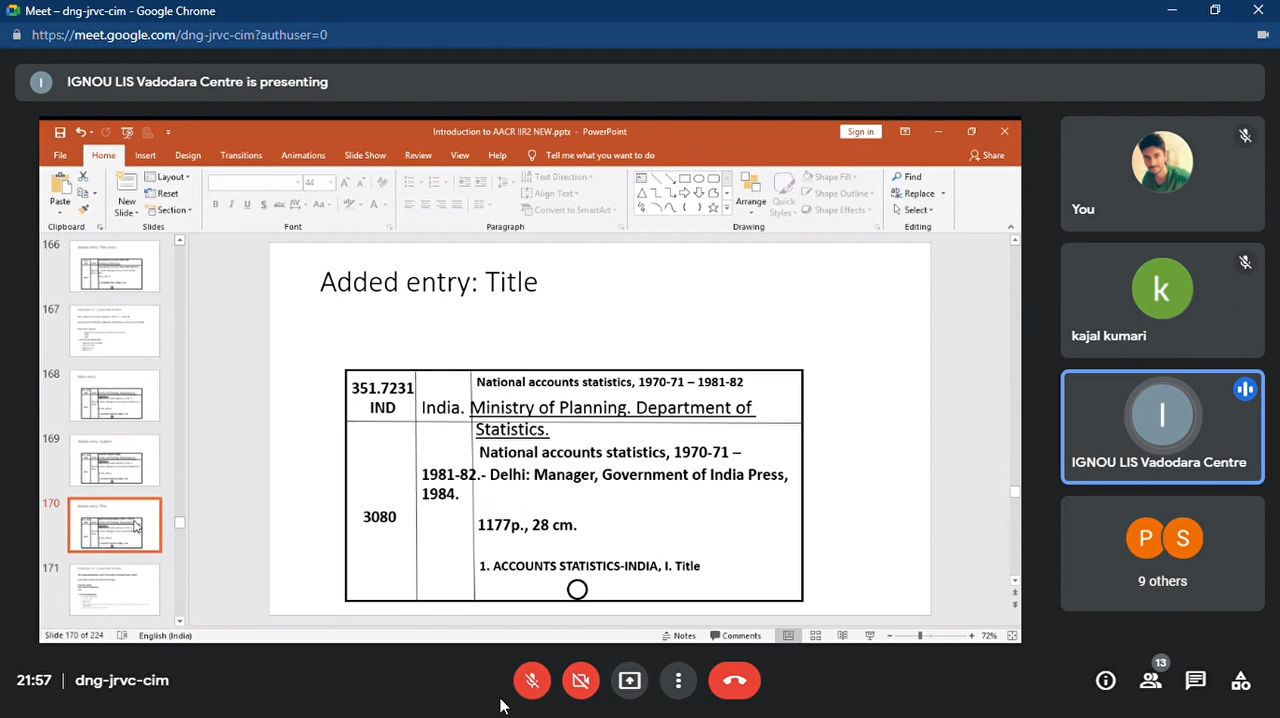 Meet – dng-jrvc-cim - Google Chrome
https://meet.google.com/dng-jrvc-cim?authuser=0
I IGNOU LIS Vadodara Centre is presenting
Introduction to AACR IIR2 NEW.pptx - PowerPoint
Sign in
File Home Insert Design Transitions Animations Slide Show Review View Help Tell me what you want to do Share
Paste
Clipboard
New
Slide
Layout
Reset
Section
Slides
44
B I U S abc AV Aa A
Font
Text Direction
Align Text
Convert to SmartArt
Paragraph
Arrange
Quick
Styles
Shape Fill
Shape Outline
Shape Effects
Drawing
Find
Replace
Select
Editing
166
167
168
169
170
171
Added entry: Title
351.7231
IND
3080
National accounts statistics, 1970-71 – 1981-82
India. Ministry of Planning. Department of
Statistics.
National accounts statistics, 1970-71 –
1981-82.- Delhi: Manager, Government of India Press,
1984.
1177p., 28 cm.
1. ACCOUNTS STATISTICS-INDIA, I. Title
Slide 170 of 224 English (India) Notes Comments 72%
You
k
kajal kumari
I
IGNOU LIS Vadodara Centre
P S
9 others
21:57 | dng-jrvc-cim
13